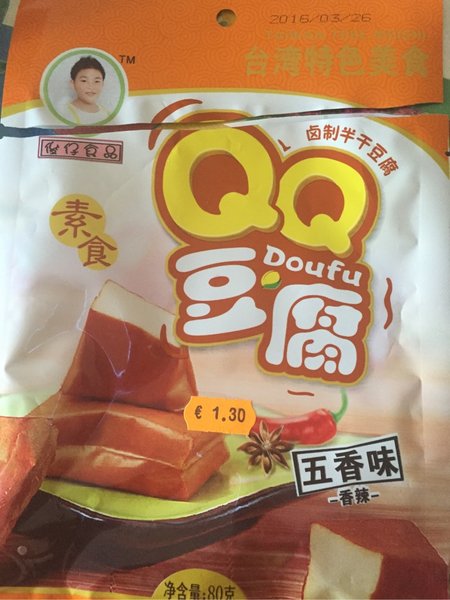 2016/03/26
台湾特色美食
TM
QQ
卤制半干豆腐
素食
Doufu
豆腐
€ 1.30
五香味
-香辣-
净含量:80克